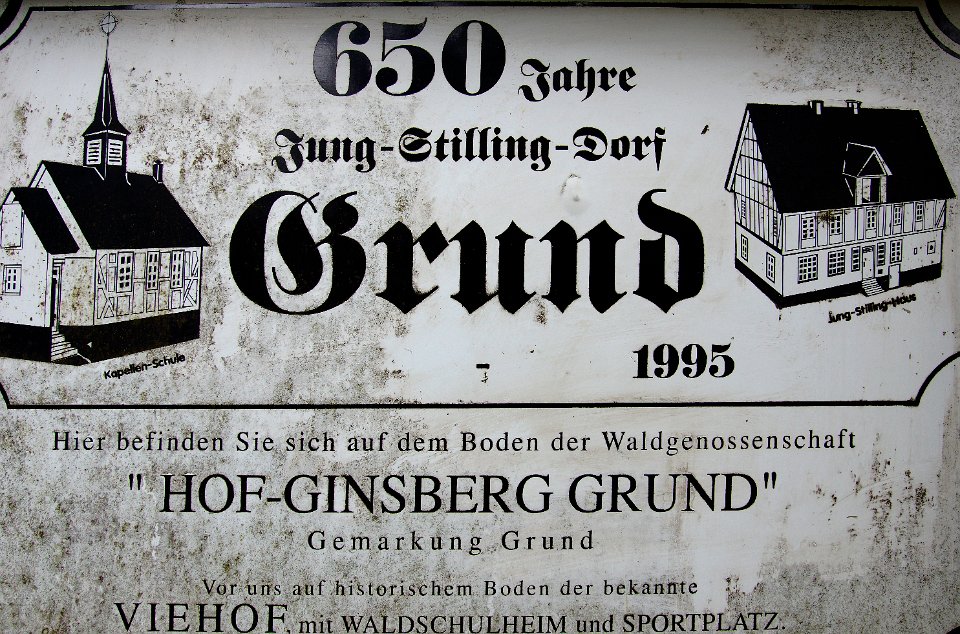 650 Jahre
Jung-Stilling-Dorf
Grund
- 1995
Kapellen-Schule
Jung-Stilling-Haus
Hier befinden Sie sich auf dem Boden der Waldgenossenschaft
" HOF-GINSBERG GRUND"
Gemarkung Grund
Vor uns auf historischem Boden der bekannte
VIEHOF, mit WALDSCHULHEIM und SPORTPLATZ.